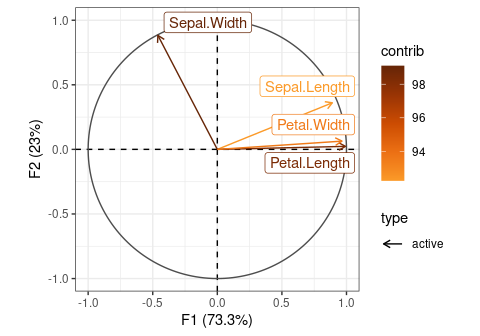 Sepal.Width
Sepal.Length
Petal.Width
Petal.Length
1.0
0.5
0.0
-0.5
-1.0
F2 (23%)
-1.0
-0.5
0.0
0.5
1.0
F1 (73.3%)
contrib
98
96
94
type
active